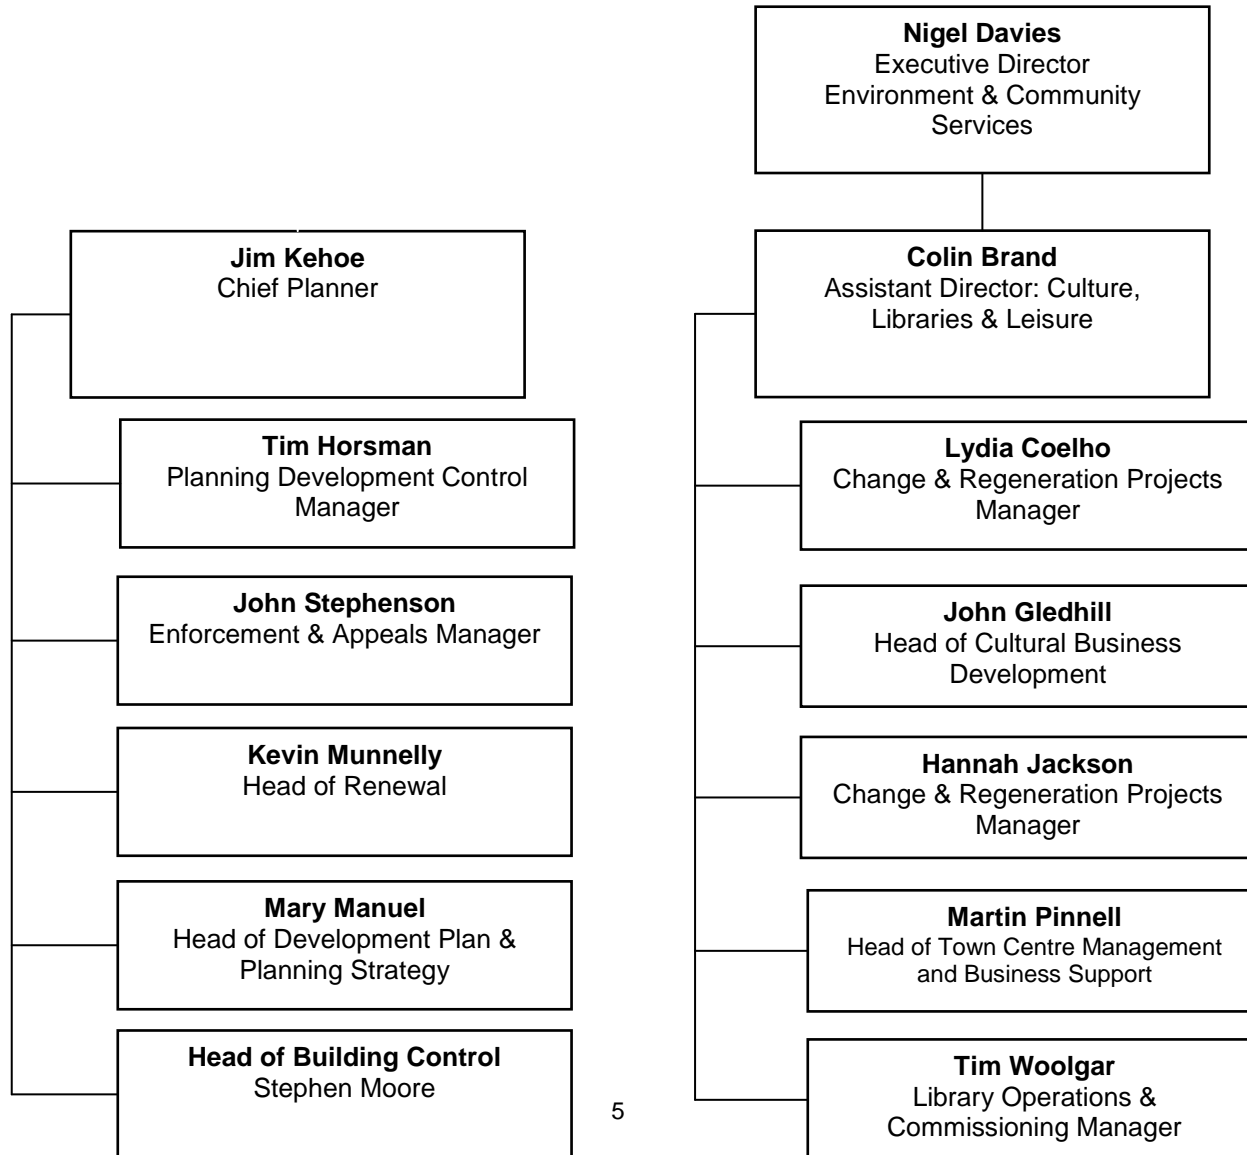 Nigel Davies
Executive Director
Environment & Community
Services
Jim Kehoe
Chief Planner
Tim Horsman
Planning Development Control
Manager
John Stephenson
Enforcement & Appeals Manager
Kevin Munnelly
Head of Renewal
Mary Manuel
Head of Development Plan &
Planning Strategy
Head of Building Control
Stephen Moore
Colin Brand
Assistant Director: Culture,
Libraries & Leisure
Lydia Coelho
Change & Regeneration Projects
Manager
John Gledhill
Head of Cultural Business
Development
Hannah Jackson
Change & Regeneration Projects
Manager
Martin Pinnell
Head of Town Centre Management
and Business Support
Tim Woolgar
Library Operations &
Commissioning Manager
5